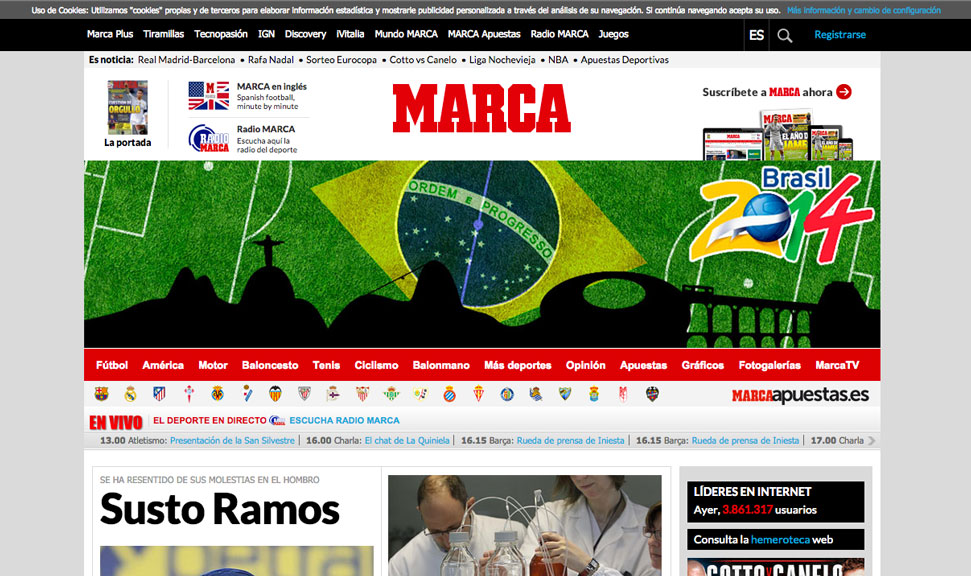 Uso de Cookies: Utilizamos "cookies" propias y de terceros para elaborar información estadística y mostrarle publicidad personalizada a través del análisis de su navegación. Si continúa navegando acepta su uso. Más información y cambio de configuración
Marca Plus Tiramillas Tecnopasión IGN Discovery iVitalia Mundo MARCA MARCA Apuestas Radio MARCA Juegos ES Registrarse
Es noticia: Real Madrid-Barcelona • Rafa Nadal • Sorteo Eurocopa • Cotto vs Canelo • Liga Nochevieja • NBA • Apuestas Deportivas
La portada
MARCA en inglés
Spanish football,
minute by minute
RADIO
MARCA
Radio MARCA
Escucha aquí la
radio del deporte
MARCA
Suscríbete a MARCA ahora
ORDEM E PROGRESSO
Brasil
2014
Fútbol América Motor Baloncesto Tenis Ciclismo Balonmano Más deportes Opinión Apuestas Gráficos Fotogalerías MarcaTV
MARCAapuestas.es
EN VIVO EL DEPORTE EN DIRECTO ESCUCHA RADIO MARCA
13.00 Atletismo: Presentación de la San Silvestre | 16.00 Charla: El chat de La Quiniela | 16.15 Barça: Rueda de prensa de Iniesta | 16.15 Barça: Rueda de prensa de Iniesta | 17.00 Charla
SE HA RESENTIDO DE SUS MOLESTIAS EN EL HOMBRO
Susto Ramos
LÍDERES EN INTERNET
Ayer, 3.861.317 usuarios
Consulta la hemeroteca web
COTTO CANELO